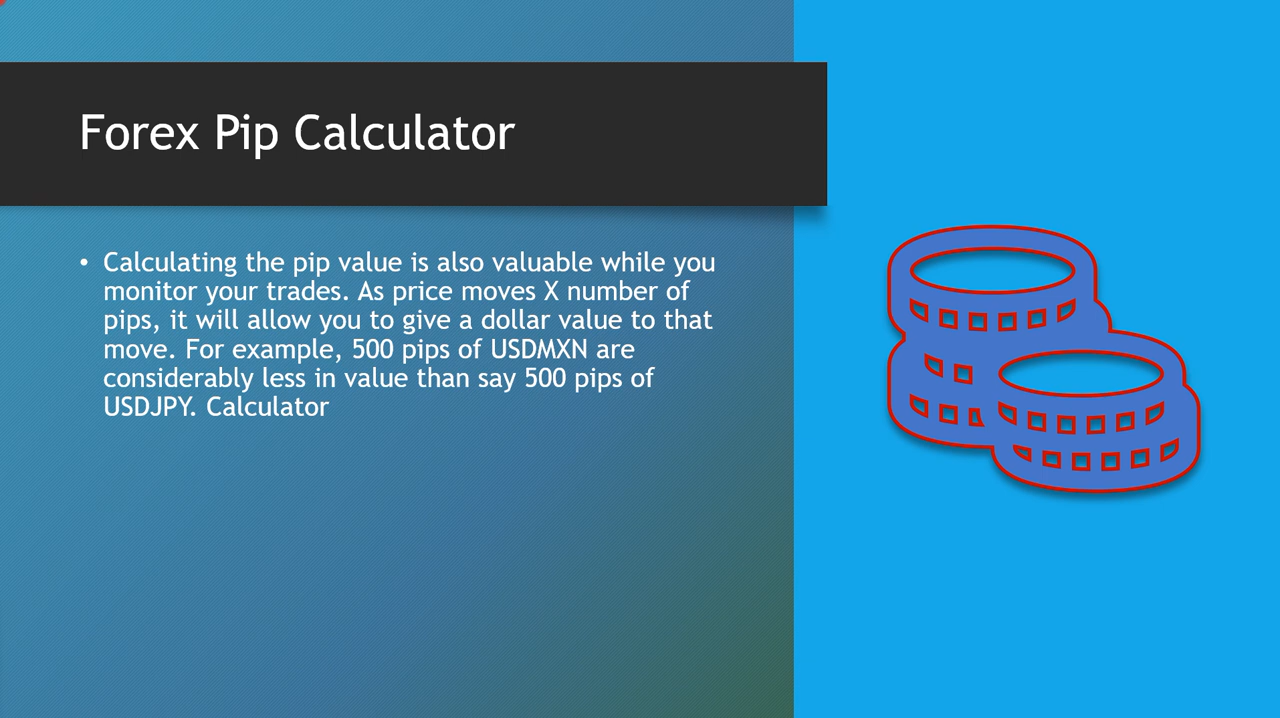 Forex Pip Calculator
• Calculating the pip value is also valuable while you
monitor your trades. As price moves X number of
pips, it will allow you to give a dollar value to that
move. For example, 500 pips of USDMXN are
considerably less in value than say 500 pips of
USDJPY. Calculator